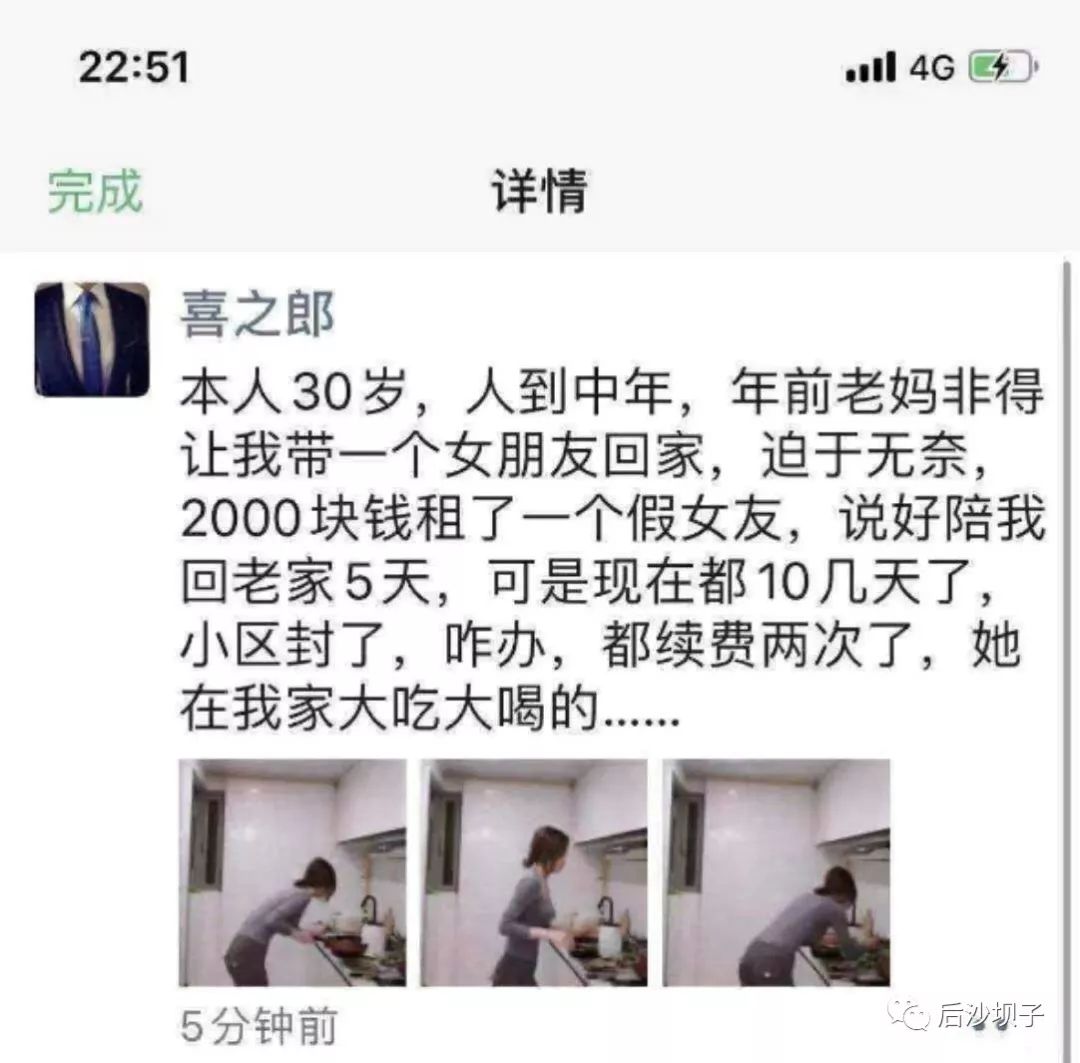 22:51 4G
完成 详情
喜之郎
本人30岁，人到中年，年前老妈非得
让我带一个女朋友回家，迫于无奈，
2000块钱租了一个假女友，说好陪我
回老家5天，可是现在都10几天了，
小区封了，咋办，都续费两次了，她
在我家大吃大喝的......
5分钟前
后沙坝子